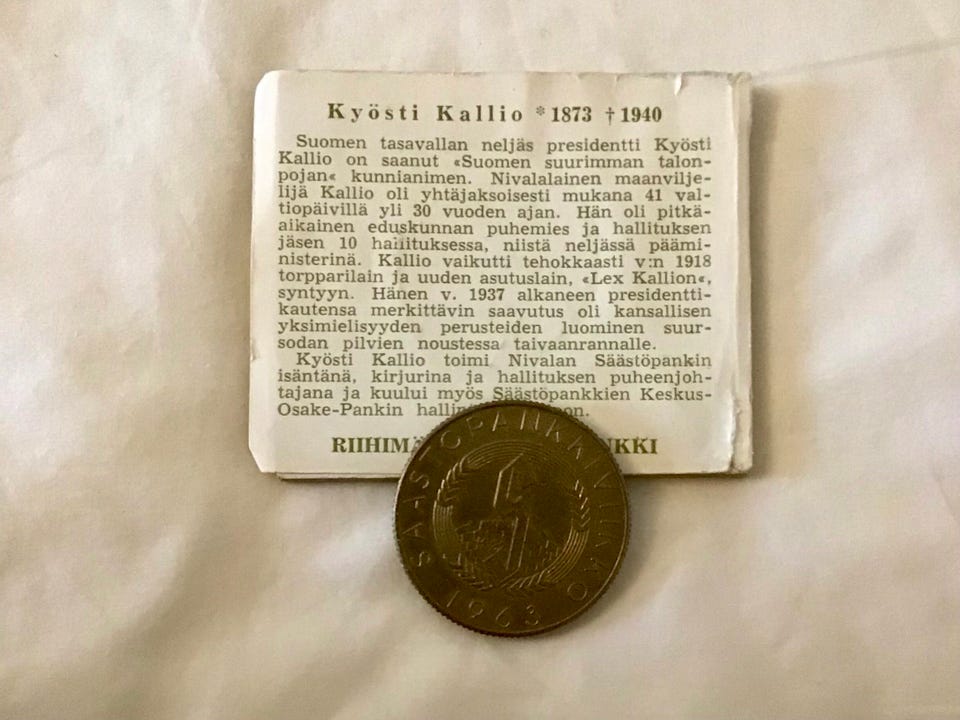 Kyösti Kallio *1873 †1940
Suomen tasavallan neljäs presidentti Kyösti
Kallio on saanut «Suomen suurimman talon-
pojan« kunnianimen. Nivalalainen maanvilje-
lijä Kallio oli yhtäjaksoisesti mukana 41 val-
tiopäivillä yli 30 vuoden ajan. Hän oli pitkä-
aikainen eduskunnan puhemies ja hallituksen
jäsen 10 hallituksessa, niistä neljässä päämi-
nisterinä. Kallio vaikutti tehokkaasti v:n 1918
torpparilain ja uuden asutuslain, «Lex Kallion«,
syntyyn. Hänen v. 1937 alkaneen presidentti-
kautensa merkittävin saavutus oli kansallisen
yksimielisyyden perusteiden luominen suur-
sodan pilvien noustessa taivaanrannalle.
Kyösti Kallio toimi Nivalan Säästöpankin
isäntänä, kirjurina ja hallituksen puheenjoh-
tajana ja kuului myös Säästöpankkien Keskus-
Osake-Pankin
SÄÄSTÖPANKKIVIIKKO
1963